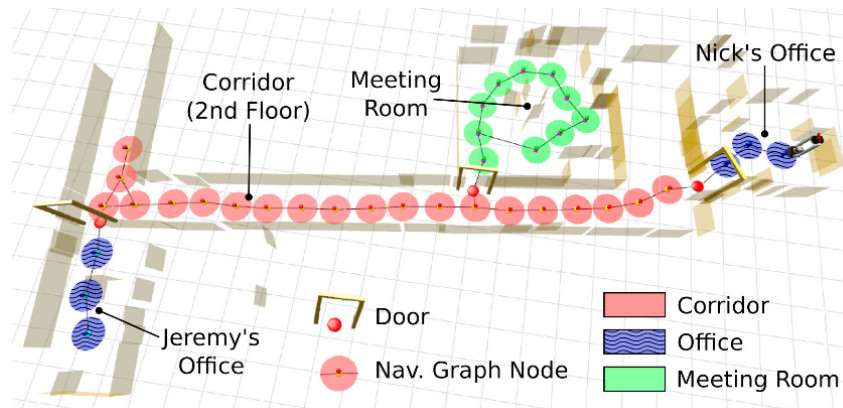 Nick's Office
Corridor
(2nd Floor)
Meeting
Room
Door
Nav. Graph Node
Jeremy's
Office
Corridor
Office
Meeting Room